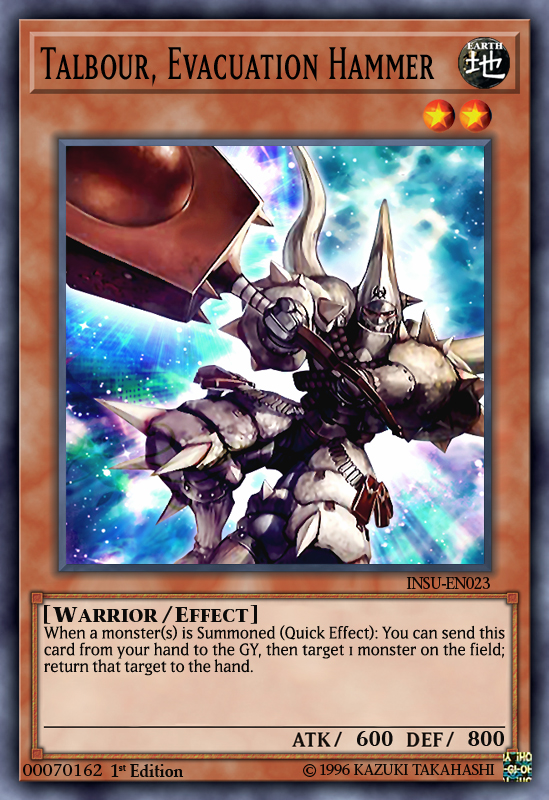 TALBOUR, EVACUATION HAMMER
EARTH
地
INSU-EN023
[WARRIOR/EFFECT]
When a monster(s) is Summoned (Quick Effect): You can send this
card from your hand to the GY, then target 1 monster on the field;
return that target to the hand.
ATK/ 600 DEF/ 800
00070162 1st Edition © 1996 KAZUKI TAKAHASHI